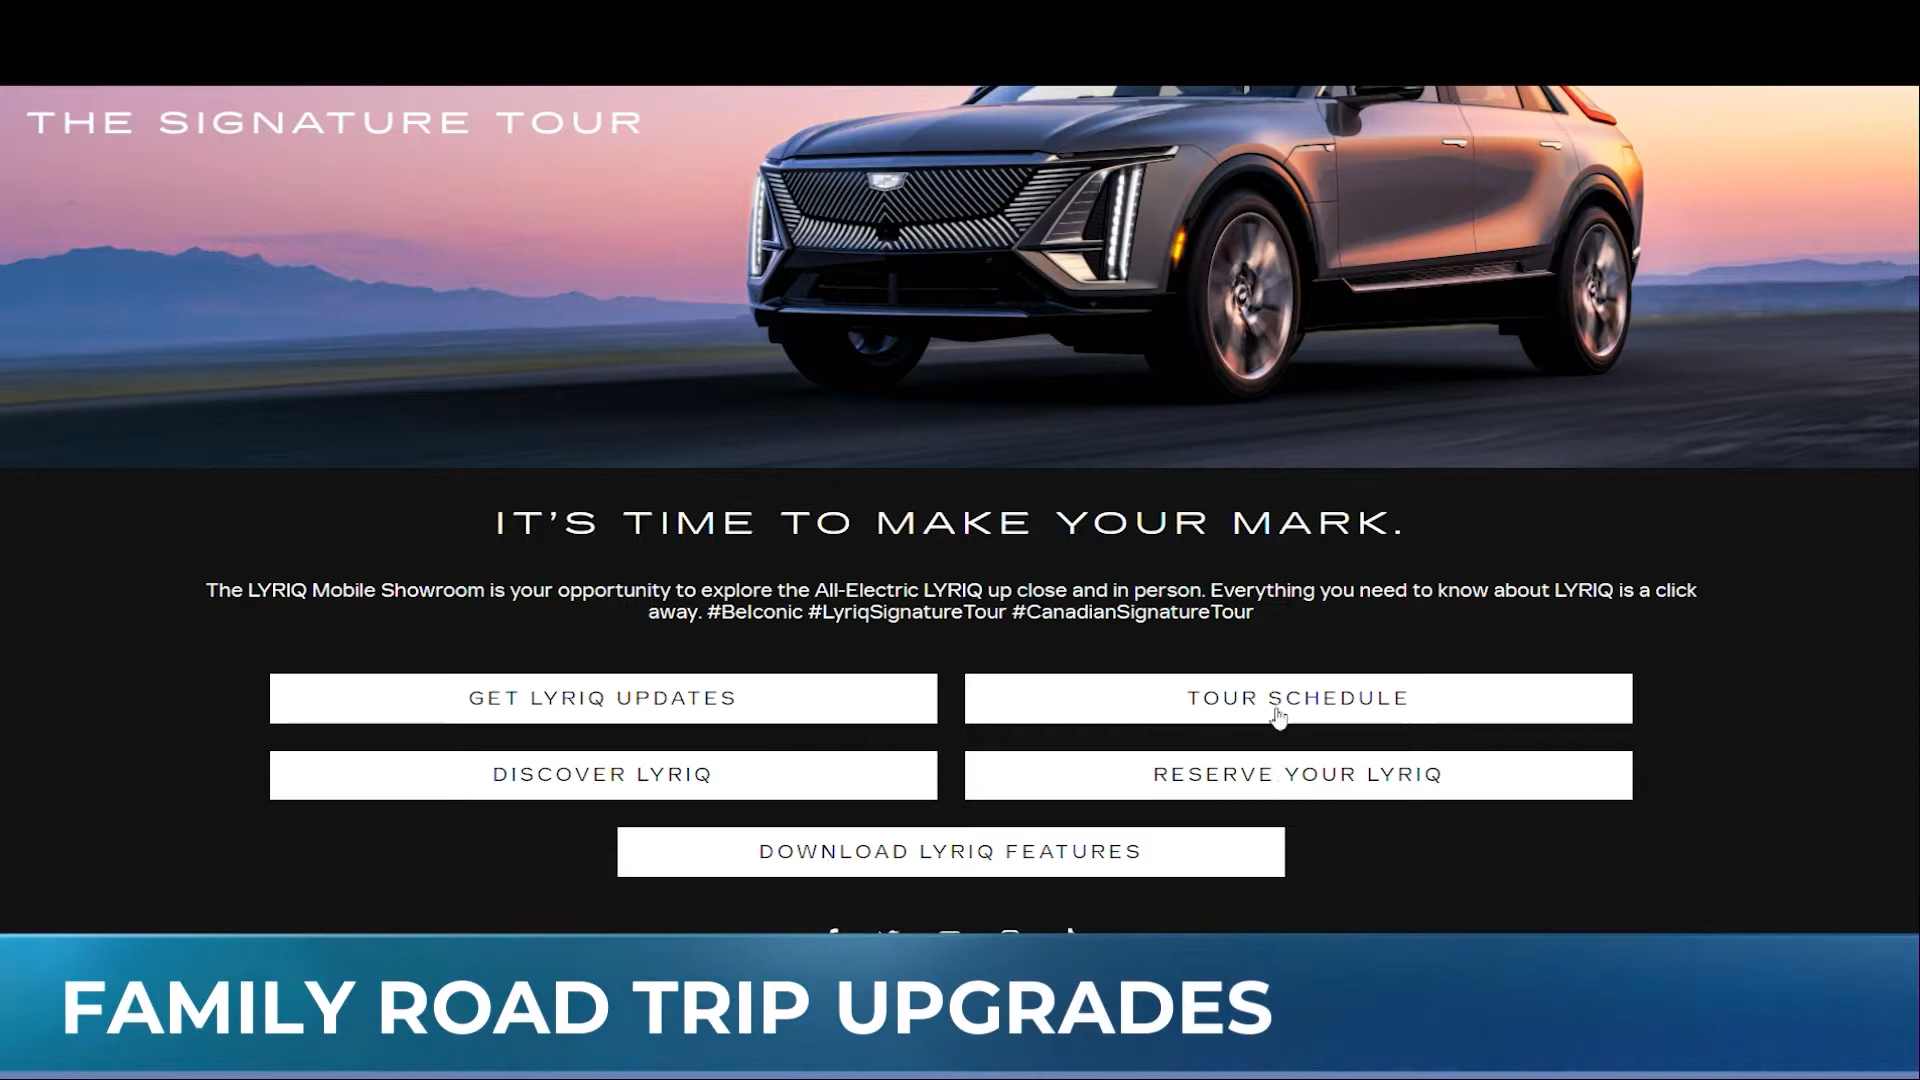 THE SIGNATURE TOUR
IT'S TIME TO MAKE YOUR MARK.
The LYRIQ Mobile Showroom is your opportunity to explore the All-Electric LYRIQ up close and in person. Everything you need to know about LYRIQ is a click
away. #BeIconic #LyriqSignatureTour #CanadianSignatureTour
GET LYRIQ UPDATES
TOUR SCHEDULE
DISCOVER LYRIQ
RESERVE YOUR LYRIQ
DOWNLOAD LYRIQ FEATURES
FAMILY ROAD TRIP UPGRADES